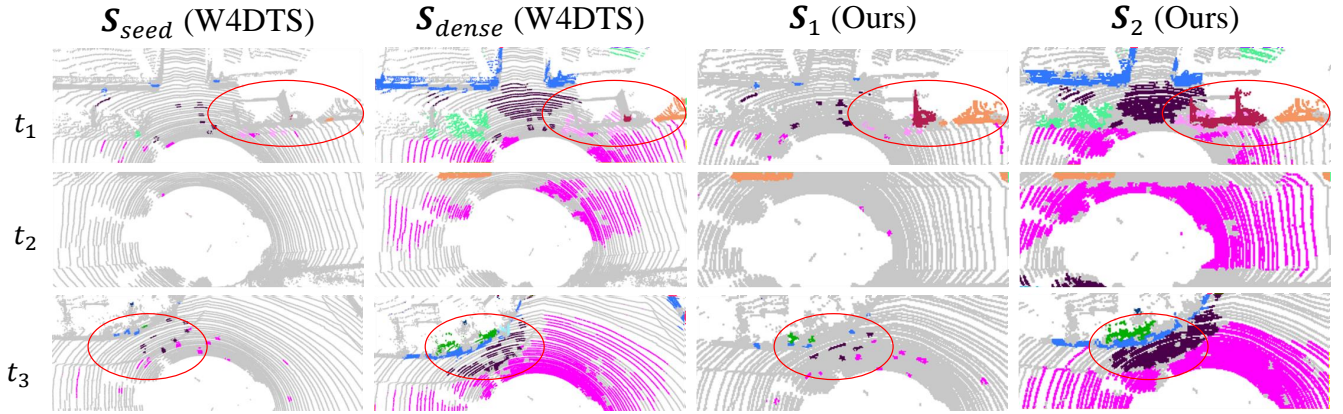 S_seed (W4DTS) S_dense (W4DTS) S_1 (Ours) S_2 (Ours)
t_1
t_2
t_3